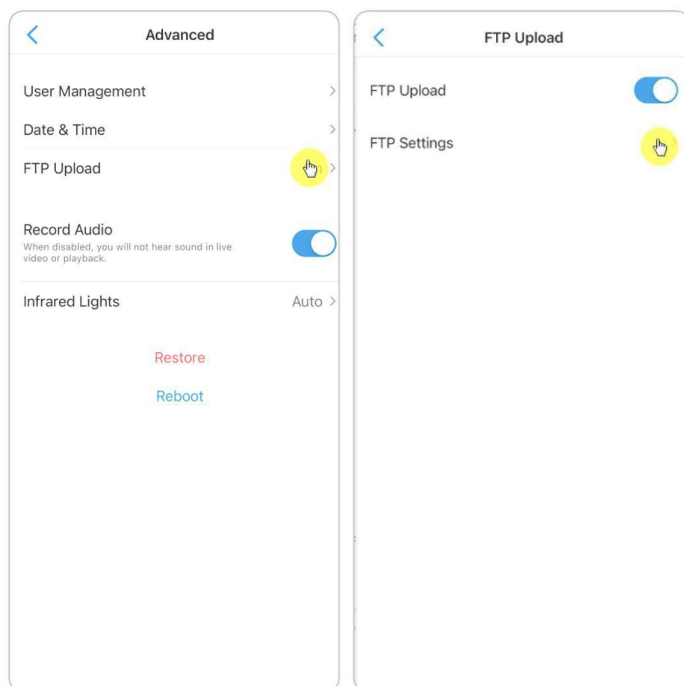 Advanced
User Management
Date & Time
FTP Upload
Record Audio
When disabled, you will not hear sound in live
video or playback.
Infrared Lights
Auto
Restore
Reboot
FTP Upload
FTP Upload
FTP Settings